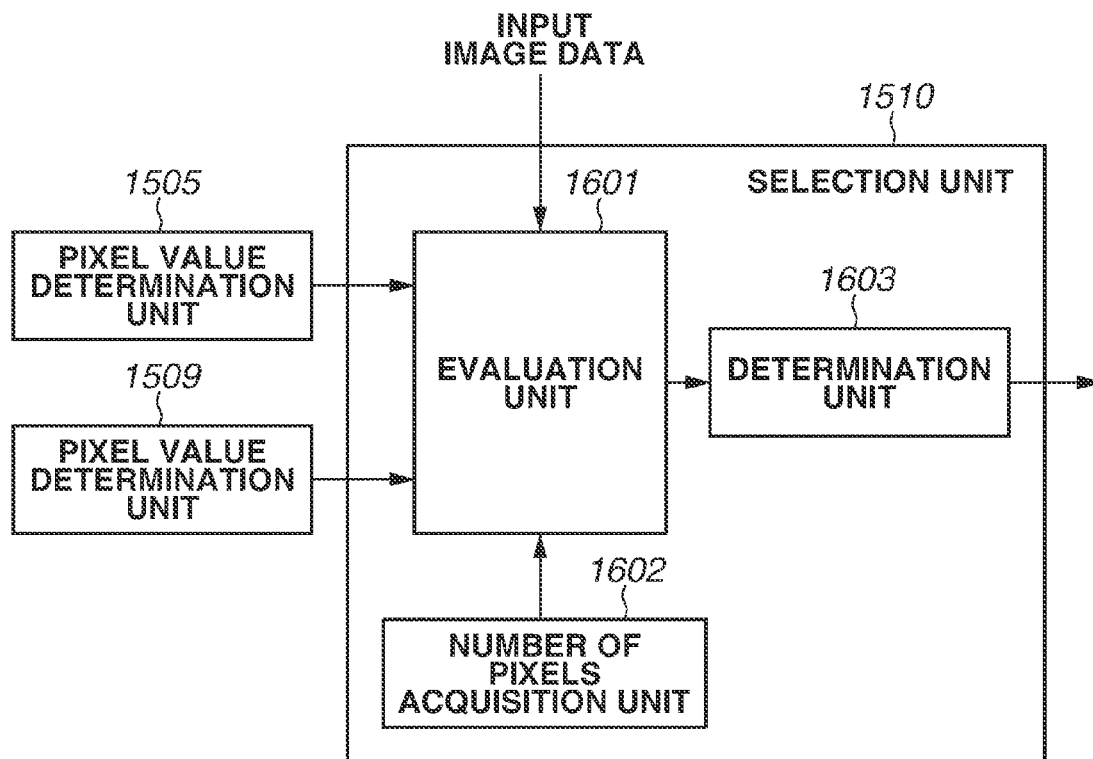 INPUT
IMAGE DATA
1510
SELECTION UNIT
1505
PIXEL VALUE
DETERMINATION
UNIT
1601
EVALUATION
UNIT
1603
DETERMINATION
UNIT
1509
PIXEL VALUE
DETERMINATION
UNIT
1602
NUMBER OF
PIXELS
ACQUISITION UNIT